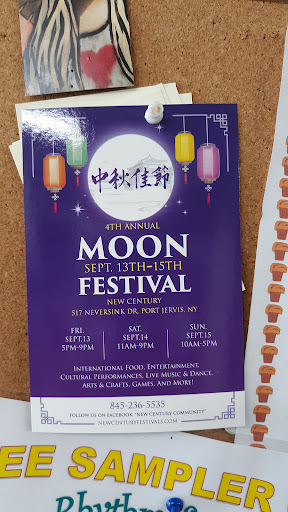 中秋佳節
4TH ANNUAL
MOON
SEPT. 13TH-15TH
FESTIVAL
NEW CENTURY
517 NEVERSINK DR, PORT JERVIS, NY
FRI. SAT. SUN.
SEPT.13 SEPT.14 SEPT.15
5PM-9PM 11AM-9PM 10AM-5PM
INTERNATIONAL FOOD, ENTERTAINMENT,
CULTURAL PERFORMANCES, LIVE MUSIC & DANCE,
ARTS & CRAFTS, GAMES, AND MORE!
845-236-5535
FOLLOW US ON FACEBOOK "NEW CENTURY COMMUNITY"
NEWCENTURYFESTIVALS.COM
EE SAMPLER